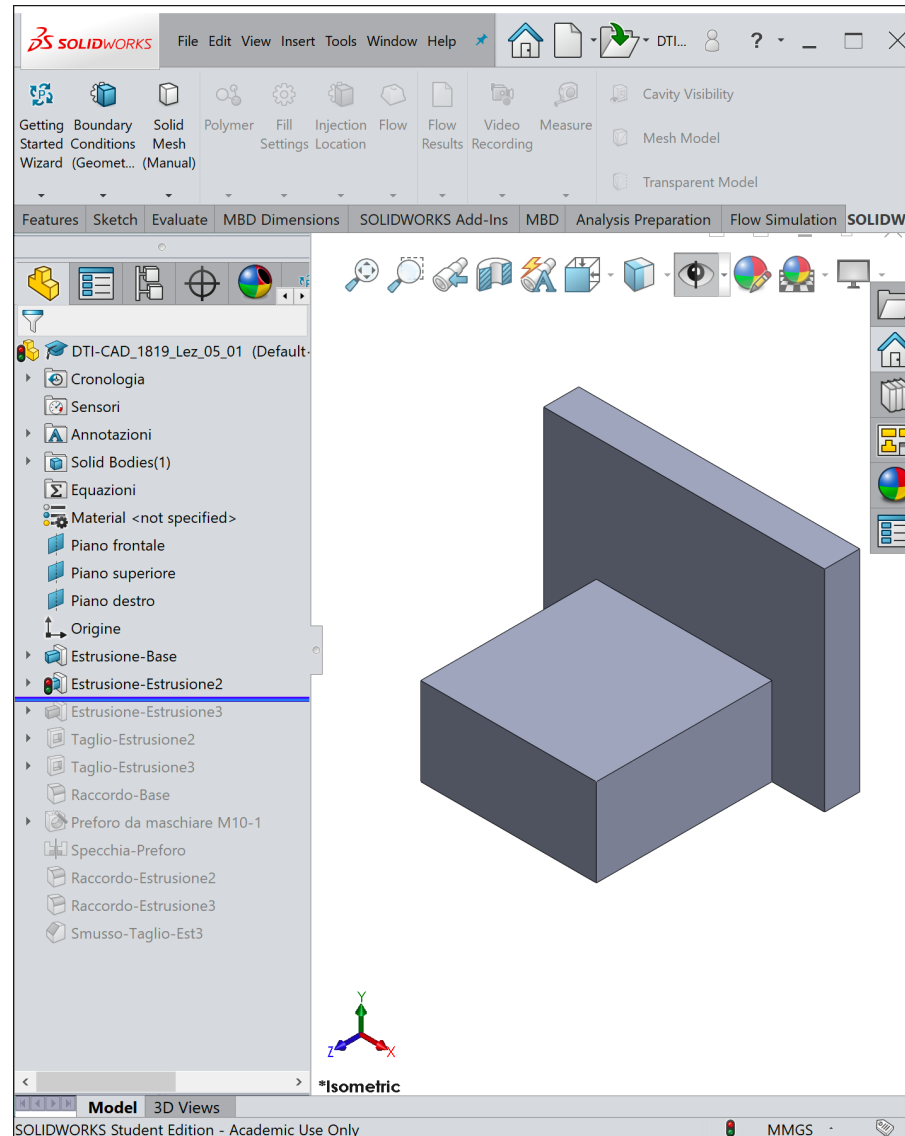 SOLIDWORKS File Edit View Insert Tools Window Help DTI... ?
Getting Started Wizard
Boundary Conditions (Geomet...
Solid Mesh (Manual)
Polymer
Fill Settings
Injection Location
Flow
Flow Results
Video Recording
Measure
Cavity Visibility
Mesh Model
Transparent Model
Features Sketch Evaluate MBD Dimensions SOLIDWORKS Add-Ins MBD Analysis Preparation Flow Simulation SOLIDW
DTI-CAD_1819_Lez_05_01 (Default-
Cronologia
Sensori
Annotazioni
Solid Bodies(1)
Equazioni
Material <not specified>
Piano frontale
Piano superiore
Piano destro
Origine
Estrusione-Base
Estrusione-Estrusione2
Estrusione-Estrusione3
Taglio-Estrusione2
Taglio-Estrusione3
Raccordo-Base
Preforo da maschiare M10-1
Specchia-Preforo
Raccordo-Estrusione2
Raccordo-Estrusione3
Smusso-Taglio-Est3
Y
Z X
*Isometric
Model 3D Views
SOLIDWORKS Student Edition - Academic Use Only MMGS -